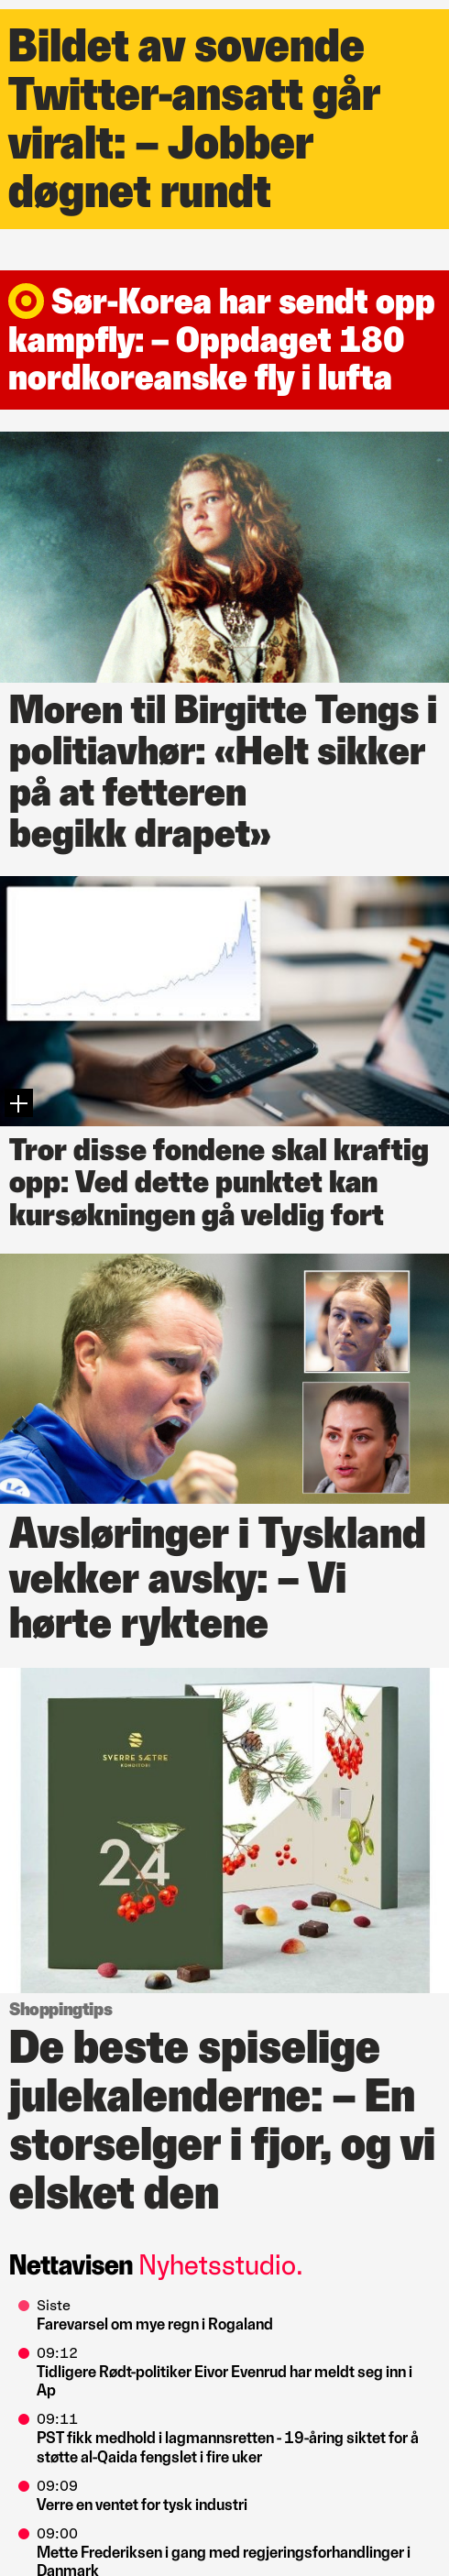 Bildet av sovende
Twitter-ansatt går
viralt: – Jobber
døgnet rundt
Sør-Korea har sendt opp
kampfly: – Oppdaget 180
nordkoreanske fly i lufta
Moren til Birgitte Tengs i
politiavhør: «Helt sikker
på at fetteren
begikk drapet»
Tror disse fondene skal kraftig
opp: Ved dette punktet kan
kursøkningen gå veldig fort
Avsløringer i Tyskland
vekker avsky: – Vi
hørte ryktene
SVERRE SÆTRE
KONDITORI
24
Shoppingtips
De beste spiselige
julekalenderne: – En
storselger i fjor, og vi
elsket den
Nettavisen Nyhetsstudio.
Siste
Farevarsel om mye regn i Rogaland
09:12
Tidligere Rødt-politiker Eivor Evenrud har meldt seg inn i
Ap
09:11
PST fikk medhold i lagmannsretten - 19-åring siktet for å
støtte al-Qaida fengslet i fire uker
09:09
Verre en ventet for tysk industri
09:00
Mette Frederiksen i gang med regjeringsforhandlinger i
Danmark